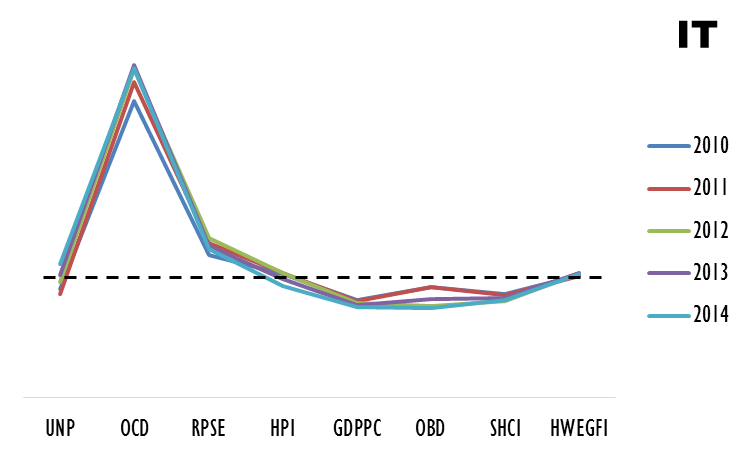 IT
2010
2011
2012
2013
2014
UNP OCD RPSE HPI GDPPC OBD SHCI HWEGFI